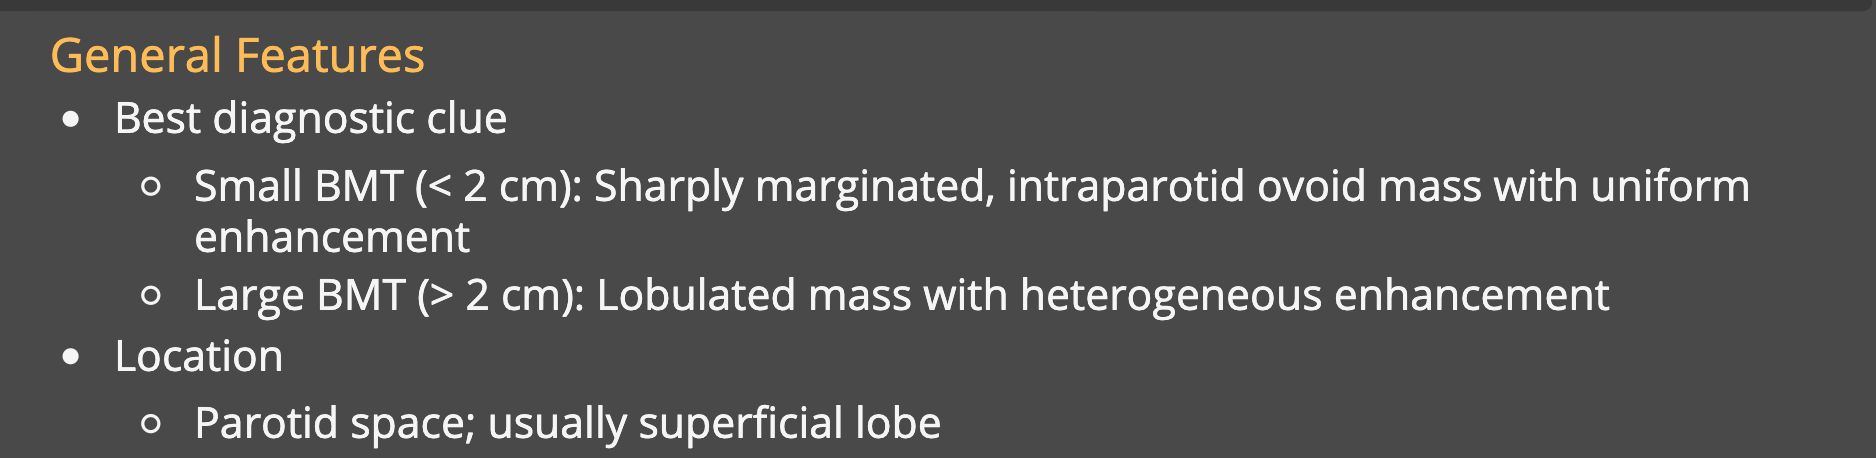 General Features
• Best diagnostic clue
○ Small BMT (< 2 cm): Sharply marginated, intraparotid ovoid mass with uniform
enhancement
○ Large BMT (> 2 cm): Lobulated mass with heterogeneous enhancement
• Location
○ Parotid space; usually superficial lobe